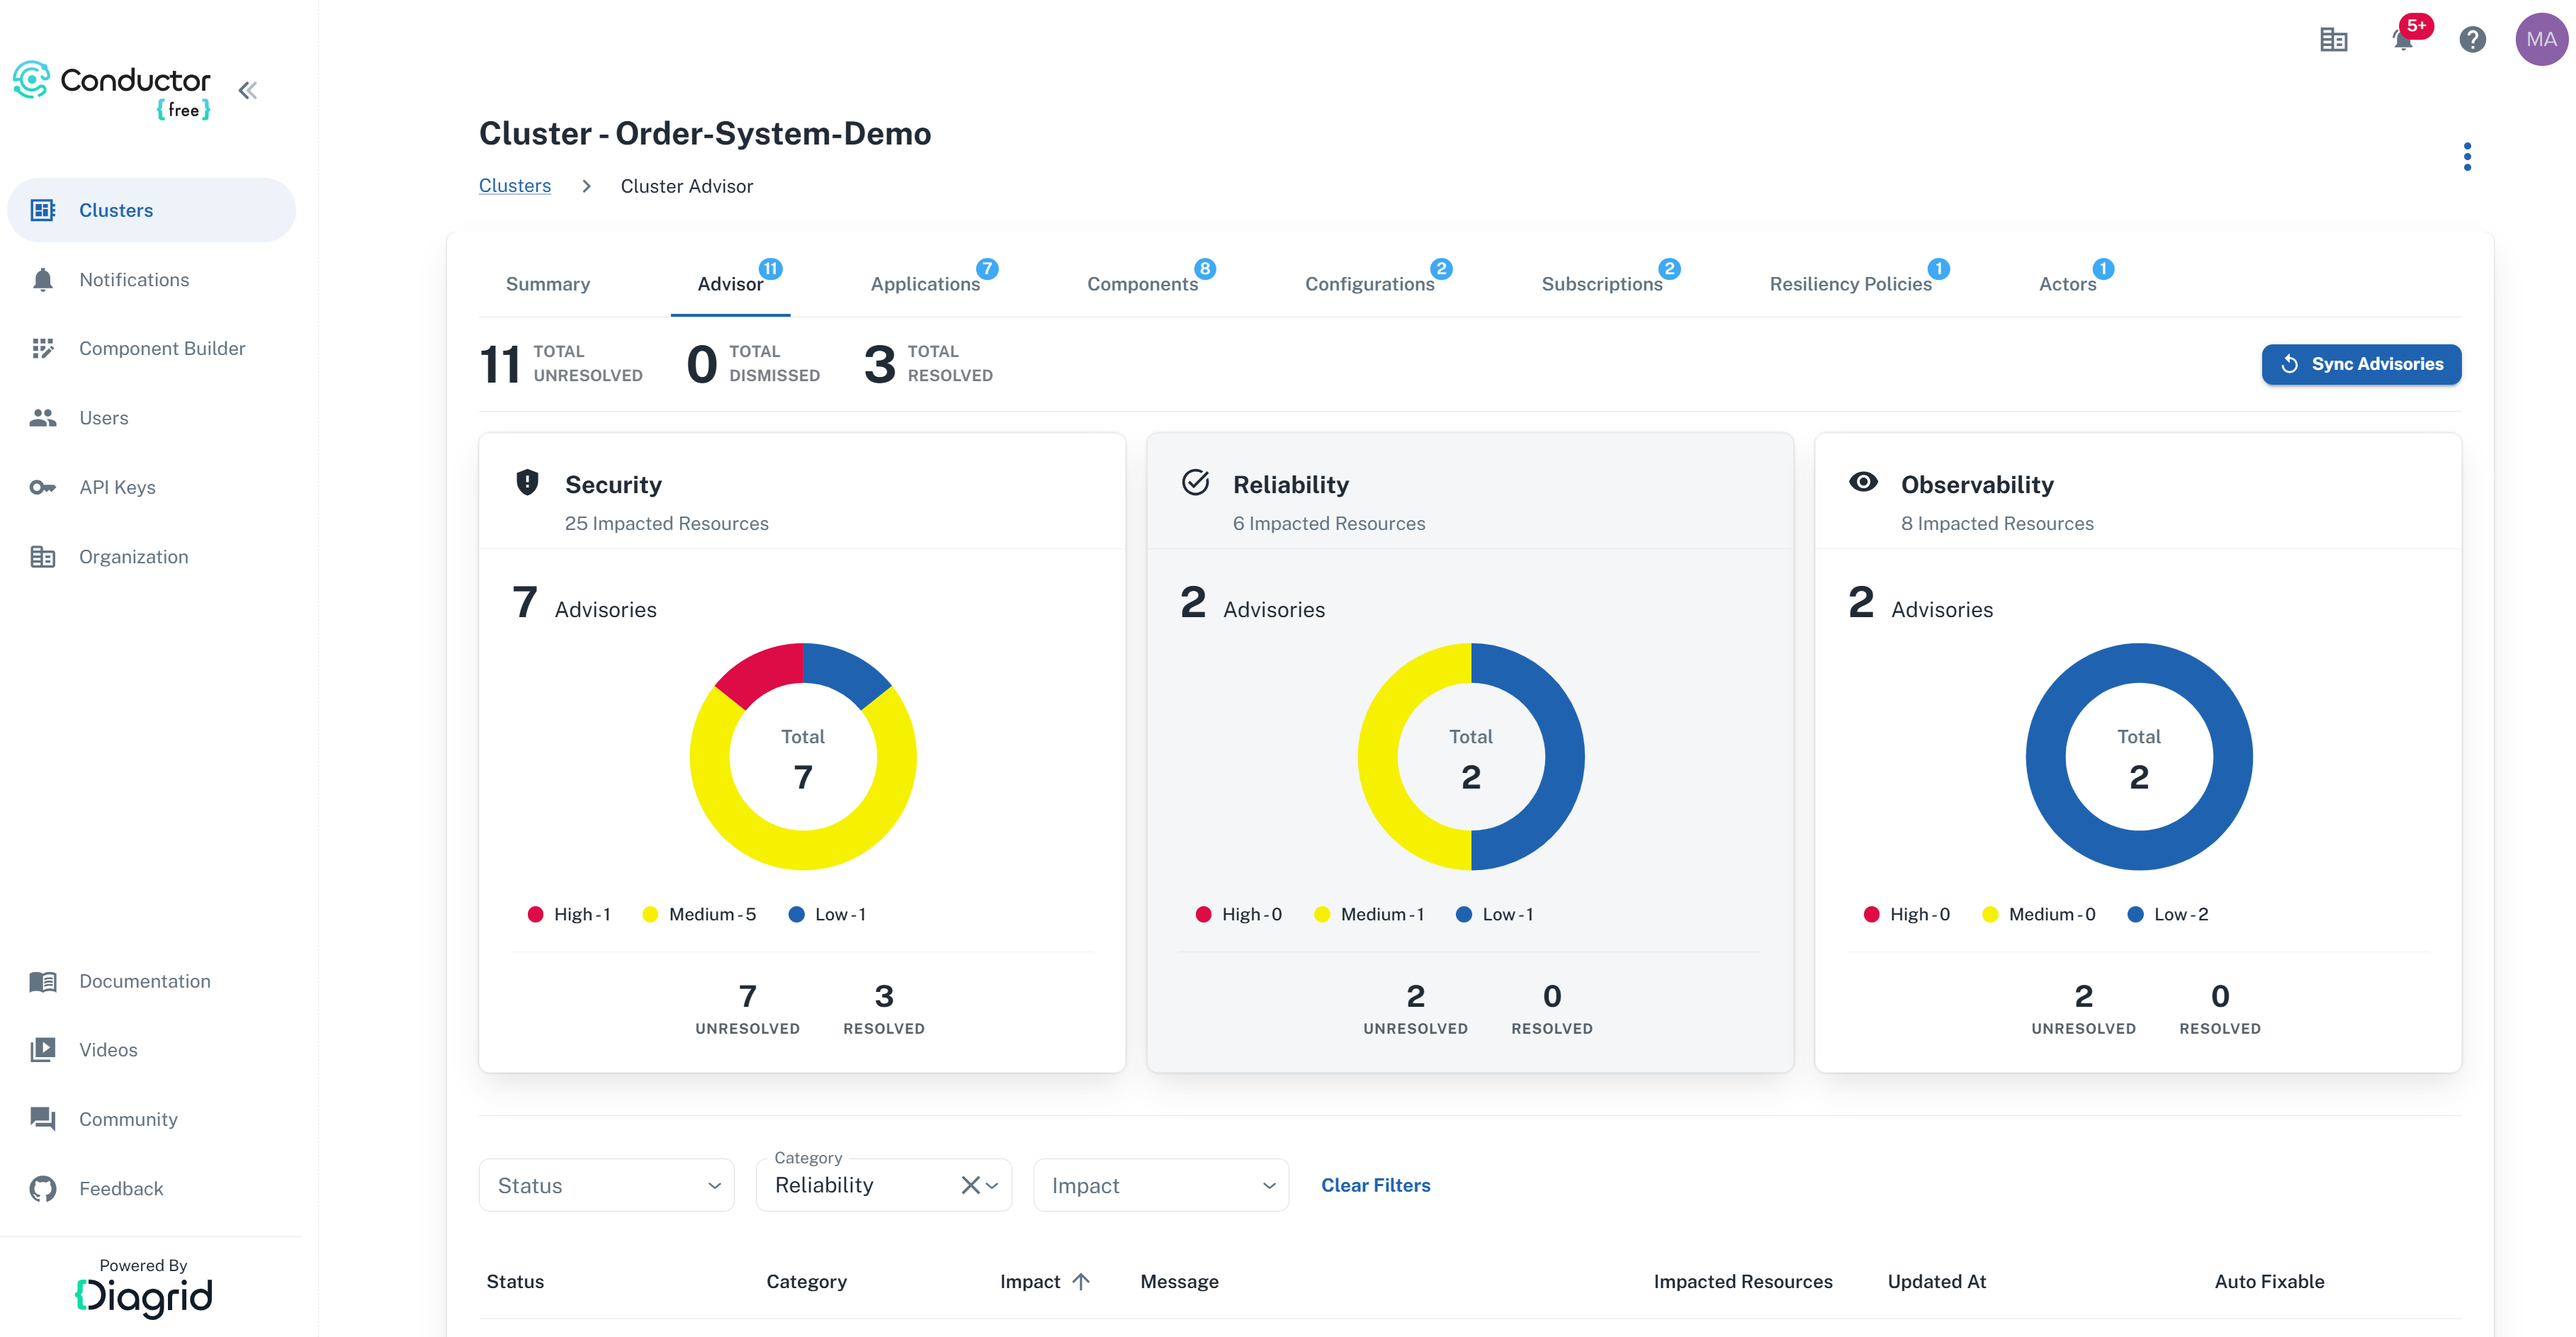 5+
MA
Conductor
{free}
Clusters
Notifications
Component Builder
Users
API Keys
Organization
Documentation
Videos
Community
Feedback
Powered By
Diagrid
Cluster - Order-System-Demo
Clusters > Cluster Advisor
Summary
Advisor 11
Applications 7
Components 8
Configurations 2
Subscriptions 2
Resiliency Policies 1
Actors 1
11 TOTAL UNRESOLVED
0 TOTAL DISMISSED
3 TOTAL RESOLVED
Sync Advisories
Security
25 Impacted Resources
7 Advisories
Total
7
High - 1 Medium - 5 Low - 1
7 3
UNRESOLVED RESOLVED
Reliability
6 Impacted Resources
2 Advisories
Total
2
High - 0 Medium - 1 Low - 1
2 0
UNRESOLVED RESOLVED
Observability
8 Impacted Resources
2 Advisories
Total
2
High - 0 Medium - 0 Low - 2
2 0
UNRESOLVED RESOLVED
Status
Category
Reliability
Impact
Clear Filters
Status Category Impact Message Impacted Resources Updated At Auto Fixable